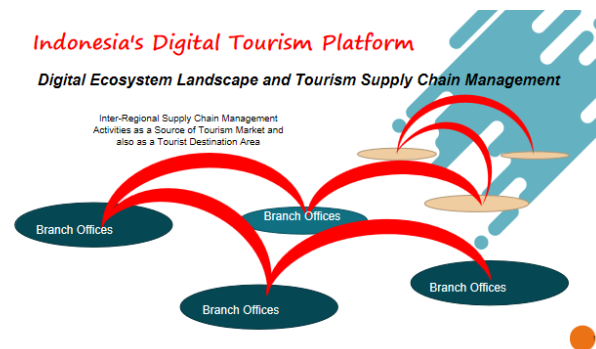 Indonesia's Digital Tourism Platform
Digital Ecosystem Landscape and Tourism Supply Chain Management
Inter-Regional Supply Chain Management
Activities as a Source of Tourism Market and
also as a Tourist Destination Area
Branch Offices
Branch Offices
Branch Offices
Branch Offices